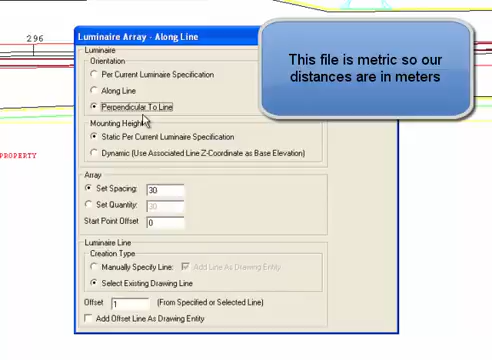 296
Luminaire Array - Along Line
This file is metric so our
distances are in meters
Luminaire
Orientation
Per Current Luminaire Specification
Along Line
Perpendicular To Line
Mounting Height
Static Per Current Luminaire Specification
Dynamic (Use Associated Line Z-Coordinate as Base Elevation)
PROPERTY
Array
Set Spacing: 30
Set Quantity: 30
Start Point Offset 0
Luminaire Line
Creation Type
Manually Specify Line: Add Line As Drawing Entity
Select Existing Drawing Line
Offset 1 (From Specified or Selected Line)
Add Offset Line As Drawing Entity